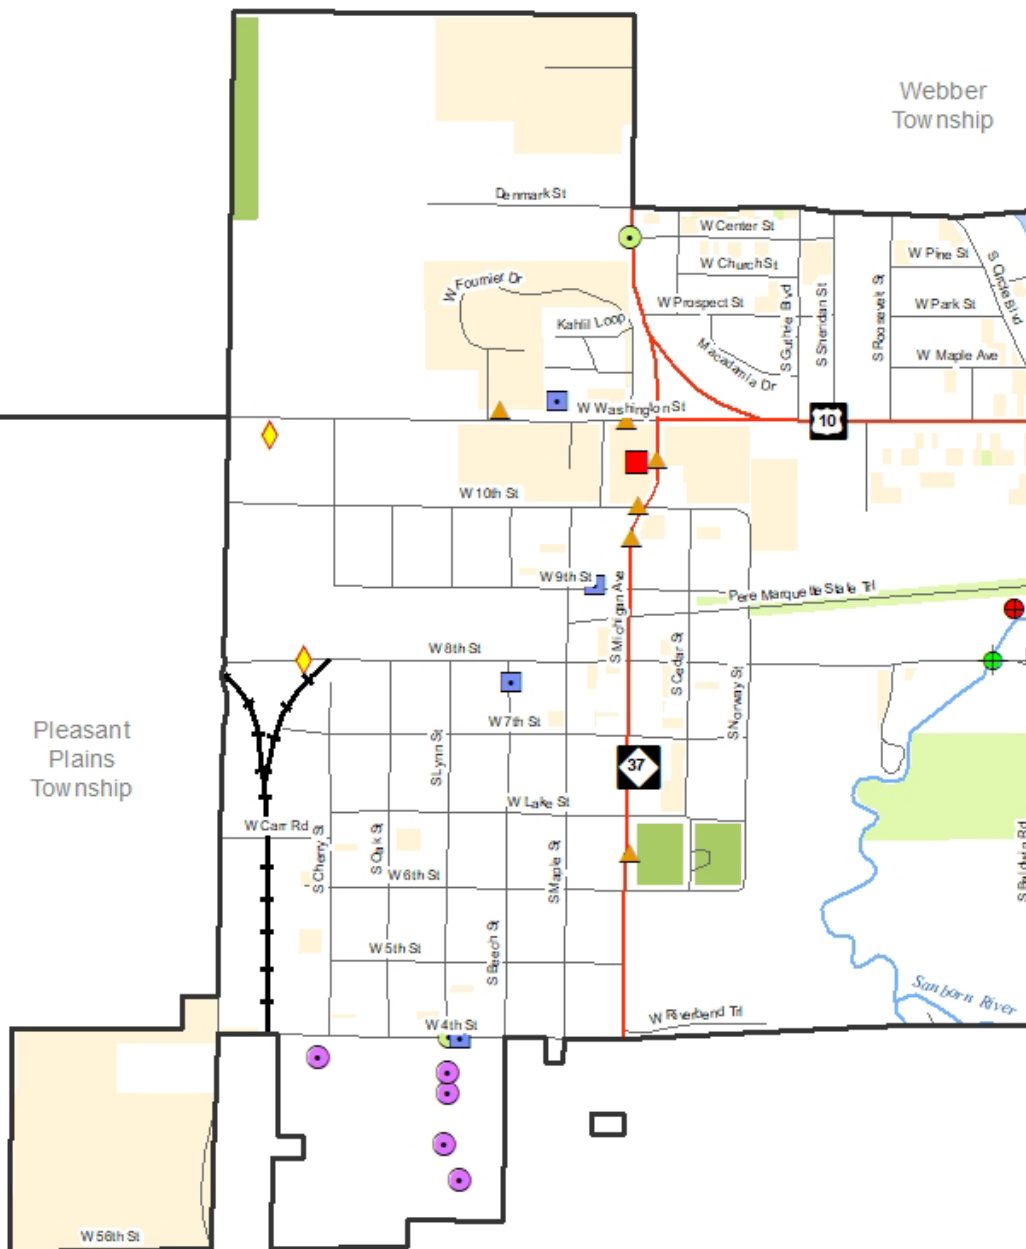 Webber
Township
Denmark St
W Center St
W Church St
W Pine St
S Circle Blvd
W Fournier Dr
W Prospect St
W Park St
Kahlil Loop
S Guthrie Blvd
S Sheridan St
S Roosevelt St
Macadamia Dr
W Maple Ave
W Washington St
10
W 10th St
W 9th St
Pere Marquette State Trl
S Michigan Ave
W 8th St
S Cedar St
S Norway St
W 7th St
Pleasant
Plains
Township
S Lynn St
37
W Lake St
W Carr Rd
S Cherry St
S Oak St
S Maple St
S Baldwin Rd
W 6th St
W 5th St
S Beech St
Sanborn River
W 4th St
W Riverbend Trl
W 56th St